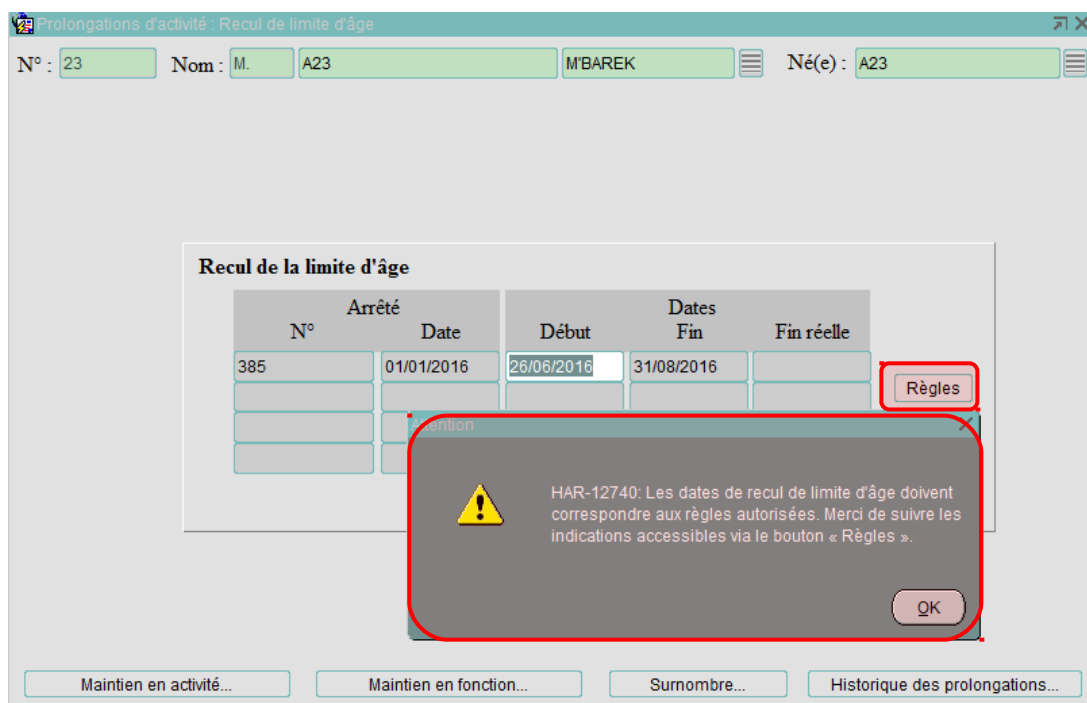 Prolongations d'activité : Recul de limite d'âge
N° : 23 Nom : M. A23 M'BAREK Né(e) : A23
Recul de la limite d'âge
Arrêté Dates
N° Date Début Fin Fin réelle
385 01/01/2016 26/06/2016 31/08/2016
Règles
Attention
HAR-12740: Les dates de recul de limite d'âge doivent
correspondre aux règles autorisées. Merci de suivre les
indications accessibles via le bouton « Règles ».
OK
Maintien en activité... Maintien en fonction... Surnombre... Historique des prolongations...